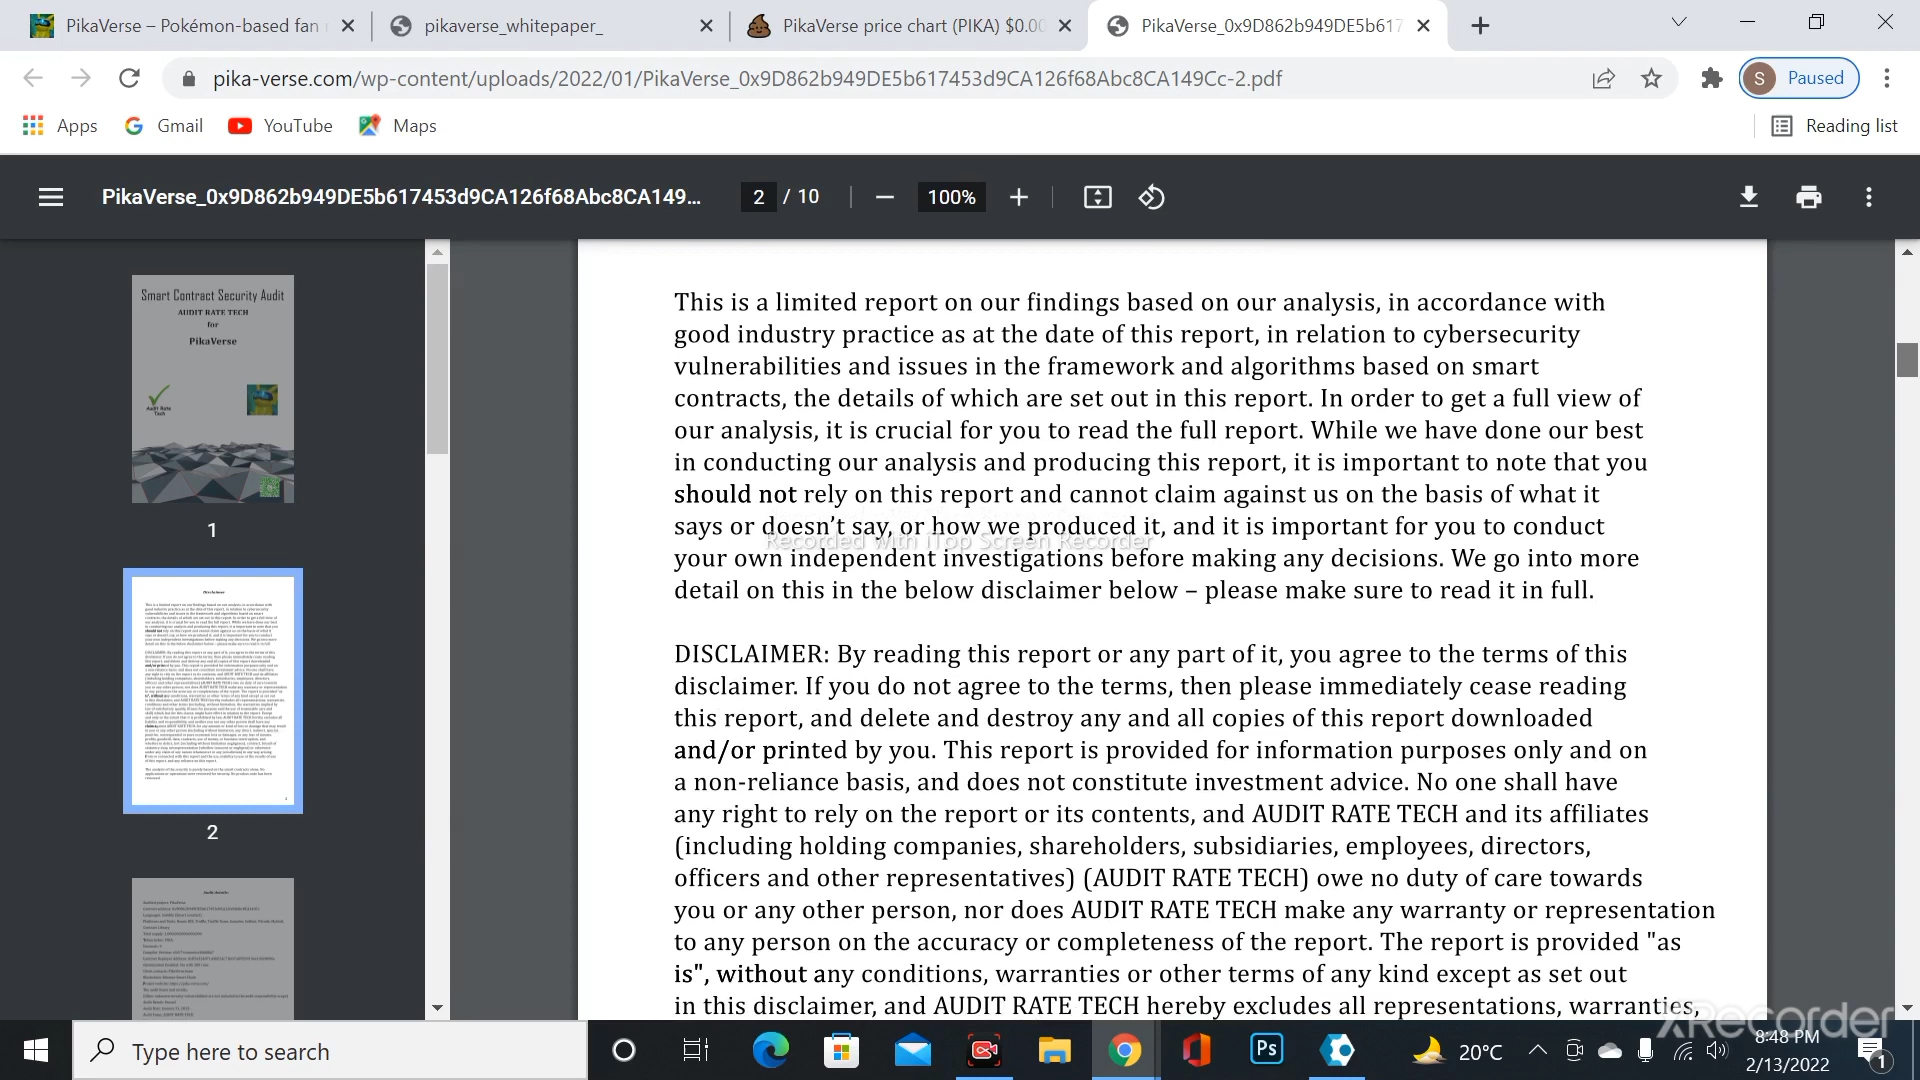 PikaVerse – Pokémon-based fan
pikaverse_whitepaper_
PikaVerse price chart (PIKA) $0.00
PikaVerse_0x9D862b949DE5b617
pika-verse.com/wp-content/uploads/2022/01/PikaVerse_0x9D862b949DE5b617453d9CA126f68Abc8CA149Cc-2.pdf
S Paused
Apps Gmail YouTube Maps Reading list
PikaVerse_0x9D862b949DE5b617453d9CA126f68Abc8CA149... 2 / 10 100%
Smart Contract Security Audit
AUDIT RATE TECH
for
PikaVerse
Audit Rate
Tech
1
Disclaimer
2
This is a limited report on our findings based on our analysis, in accordance with
good industry practice as at the date of this report, in relation to cybersecurity
vulnerabilities and issues in the framework and algorithms based on smart
contracts, the details of which are set out in this report. In order to get a full view of
our analysis, it is crucial for you to read the full report. While we have done our best
in conducting our analysis and producing this report, it is important to note that you
should not rely on this report and cannot claim against us on the basis of what it
says or doesn’t say, or how we produced it, and it is important for you to conduct
Recorded with iTop Screen Recorder
your own independent investigations before making any decisions. We go into more
detail on this in the below disclaimer below – please make sure to read it in full.
DISCLAIMER: By reading this report or any part of it, you agree to the terms of this
disclaimer. If you do not agree to the terms, then please immediately cease reading
this report, and delete and destroy any and all copies of this report downloaded
and/or printed by you. This report is provided for information purposes only and on
a non-reliance basis, and does not constitute investment advice. No one shall have
any right to rely on the report or its contents, and AUDIT RATE TECH and its affiliates
(including holding companies, shareholders, subsidiaries, employees, directors,
officers and other representatives) (AUDIT RATE TECH) owe no duty of care towards
you or any other person, nor does AUDIT RATE TECH make any warranty or representation
to any person on the accuracy or completeness of the report. The report is provided "as
is", without any conditions, warranties or other terms of any kind except as set out
in this disclaimer, and AUDIT RATE TECH hereby excludes all representations, warranties,
Recorder
Type here to search
Ps
20°C
8:48 PM
2/13/2022
1